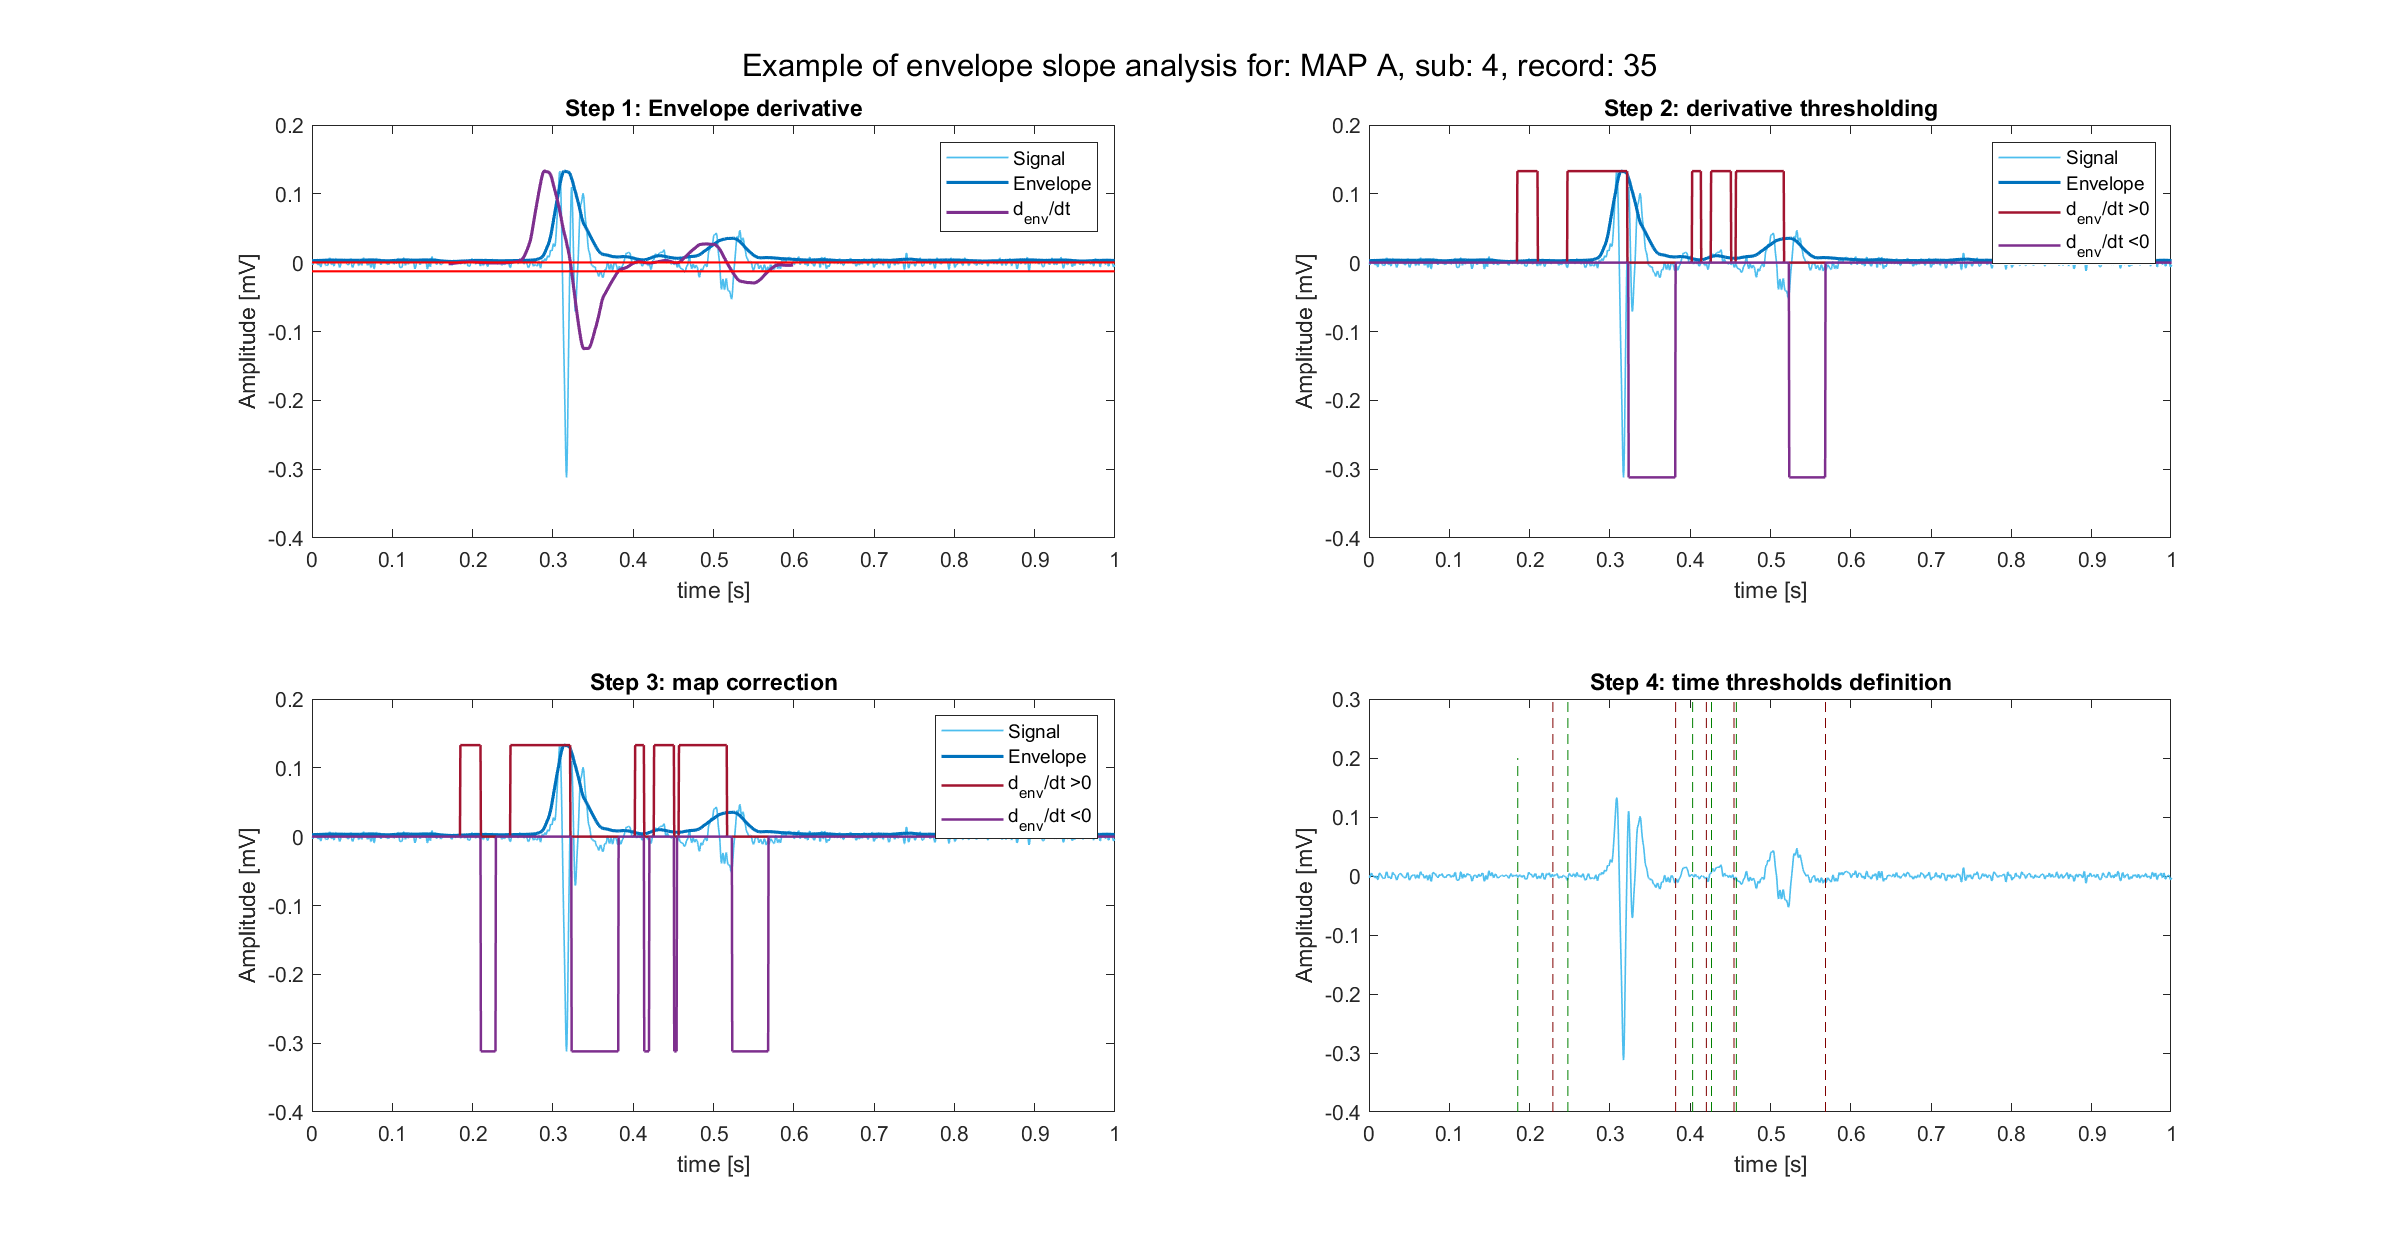 Example of envelope slope analysis for: MAP A, sub: 4, record: 35
Step 1: Envelope derivative
0.2
0.1
0
-0.1
-0.2
-0.3
-0.4
Amplitude [mV]
0 0.1 0.2 0.3 0.4 0.5 0.6 0.7 0.8 0.9 1
time [s]
Signal
Envelope
d_env/dt
Step 2: derivative thresholding
0.2
0.1
0
-0.1
-0.2
-0.3
-0.4
Amplitude [mV]
0 0.1 0.2 0.3 0.4 0.5 0.6 0.7 0.8 0.9 1
time [s]
Signal
Envelope
d_env/dt >0
d_env/dt <0
Step 3: map correction
0.2
0.1
0
-0.1
-0.2
-0.3
-0.4
Amplitude [mV]
0 0.1 0.2 0.3 0.4 0.5 0.6 0.7 0.8 0.9 1
time [s]
Signal
Envelope
d_env/dt >0
d_env/dt <0
Step 4: time thresholds definition
0.3
0.2
0.1
0
-0.1
-0.2
-0.3
-0.4
Amplitude [mV]
0 0.1 0.2 0.3 0.4 0.5 0.6 0.7 0.8 0.9 1
time [s]